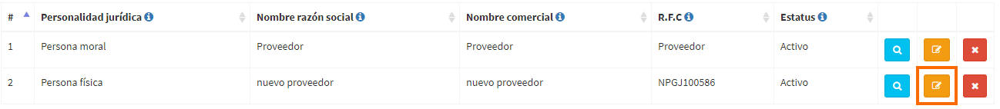 # Personalidad jurídica Nombre razón social Nombre comercial R.F.C Estatus
1 Persona moral Proveedor Proveedor Proveedor Activo
2 Persona física nuevo proveedor nuevo proveedor NPGJ100586 Activo